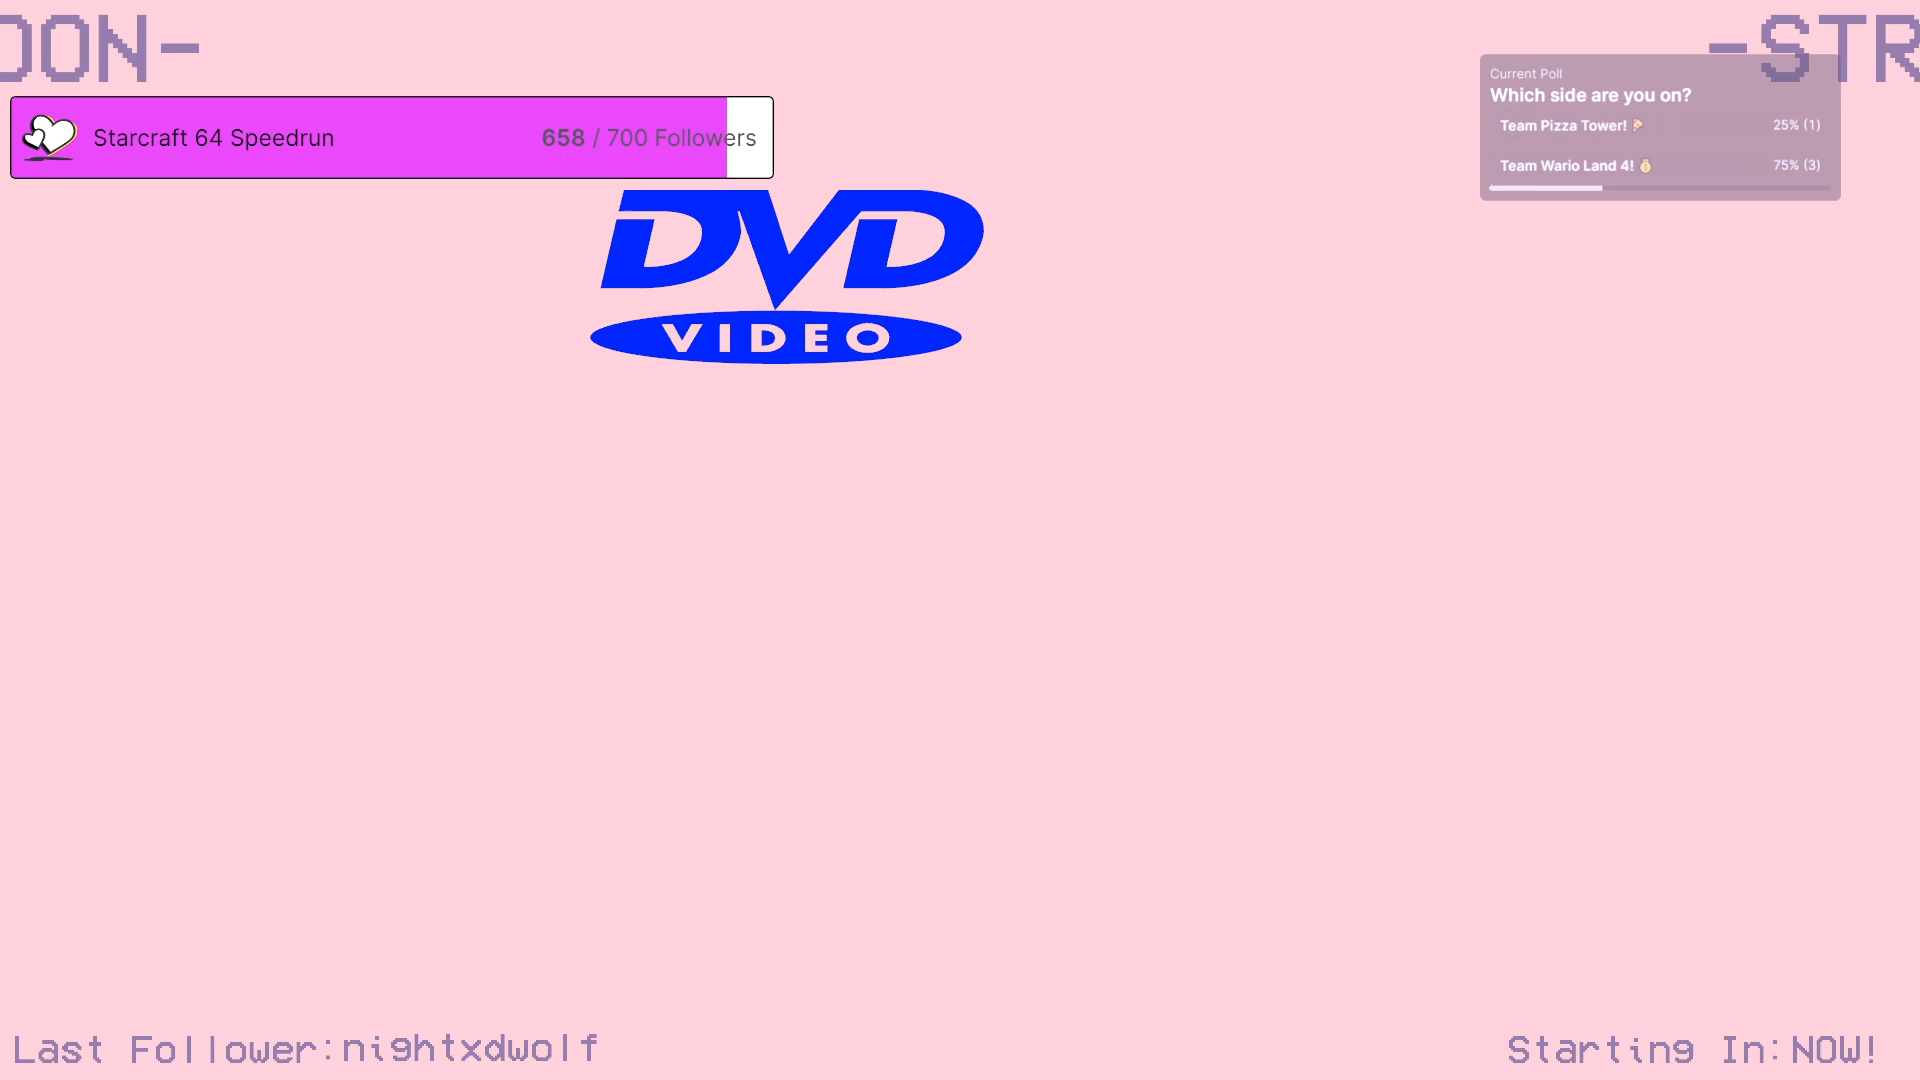 OON-
-STR
Starcraft 64 Speedrun
658 / 700 Followers
Current Poll
Which side are you on?
Team Pizza Tower! 🍕 25% (1)
Team Wario Land 4! 💰 75% (3)
DVD
VIDEO
Last Follower:nightxdwolf
Starting In:NOW!